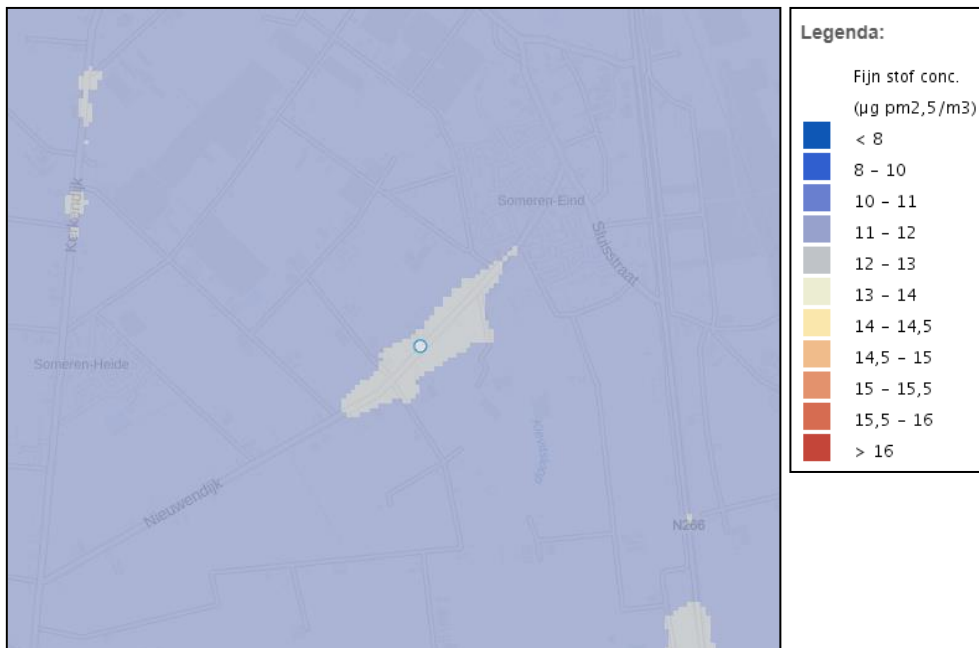 Kerkendijk
Someren-Eind
Sluisstraat
Someren-Heide
Nieuwendijk
N266
Legenda:
Fijn stof conc.
(µg pm2,5/m3)
< 8
8 – 10
10 – 11
11 – 12
12 – 13
13 – 14
14 – 14,5
14,5 – 15
15 – 15,5
15,5 – 16
> 16